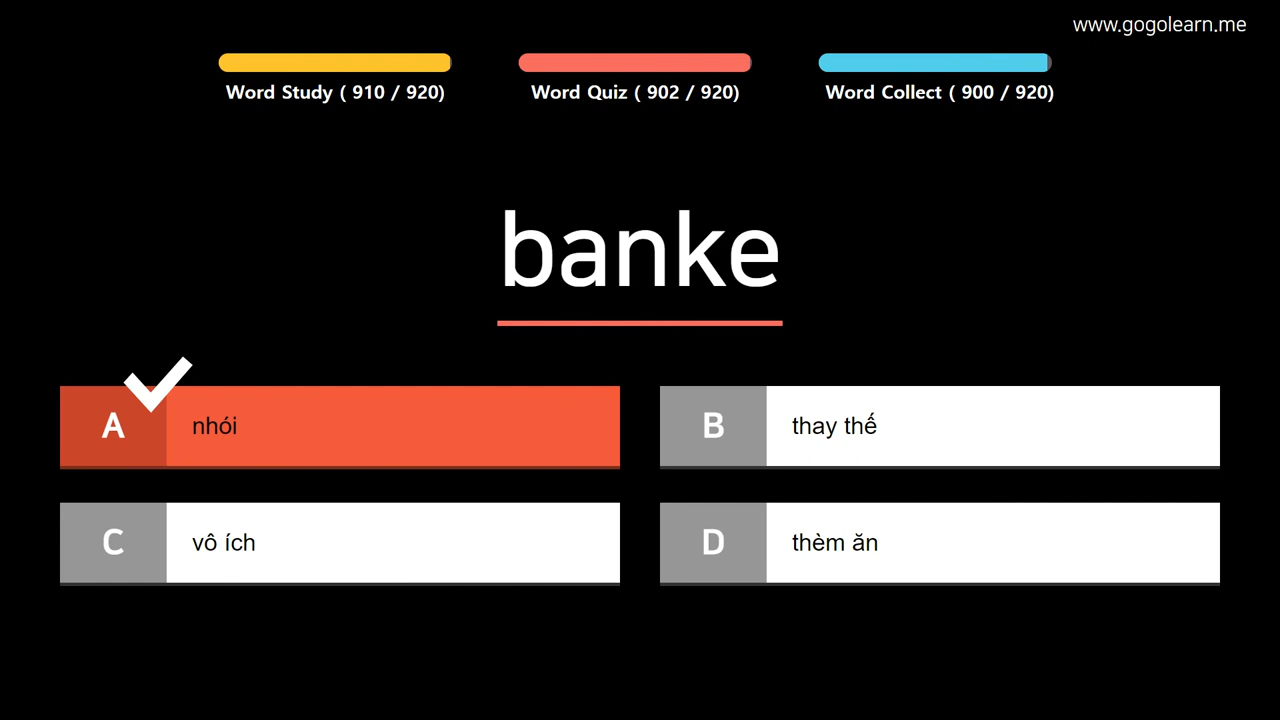 www.gogolearn.me
Word Study ( 910 / 920)
Word Quiz ( 902 / 920)
Word Collect ( 900 / 920)
banke
A nhói
B thay thế
C vô ích
D thèm ăn